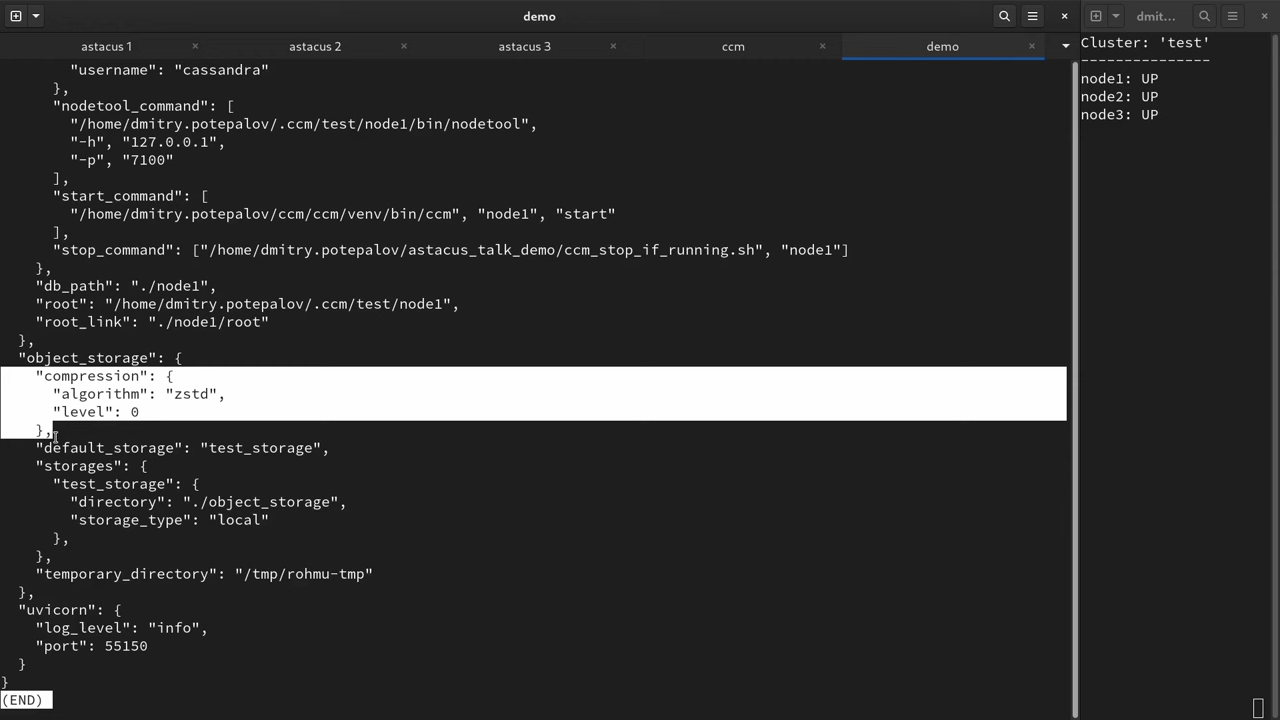 demo
astacus 1
astacus 2
astacus 3
ccm
demo
"username": "cassandra"
},
"nodetool_command": [
"/home/dmitry.potepalov/.ccm/test/node1/bin/nodetool",
"-h", "127.0.0.1",
"-p", "7100"
],
"start_command": [
"/home/dmitry.potepalov/ccm/ccm/venv/bin/ccm", "node1", "start"
],
"stop_command": ["/home/dmitry.potepalov/astacus_talk_demo/ccm_stop_if_running.sh", "node1"]
},
"db_path": "./node1",
"root": "/home/dmitry.potepalov/.ccm/test/node1",
"root_link": "./node1/root"
},
"object_storage": {
"compression": {
"algorithm": "zstd",
"level": 0
},
"default_storage": "test_storage",
"storages": {
"test_storage": {
"directory": "./object_storage",
"storage_type": "local"
},
},
"temporary_directory": "/tmp/rohmu-tmp"
},
"uvicorn": {
"log_level": "info",
"port": 55150
}
}
(END)
dmit...
Cluster: 'test'
---------------
node1: UP
node2: UP
node3: UP